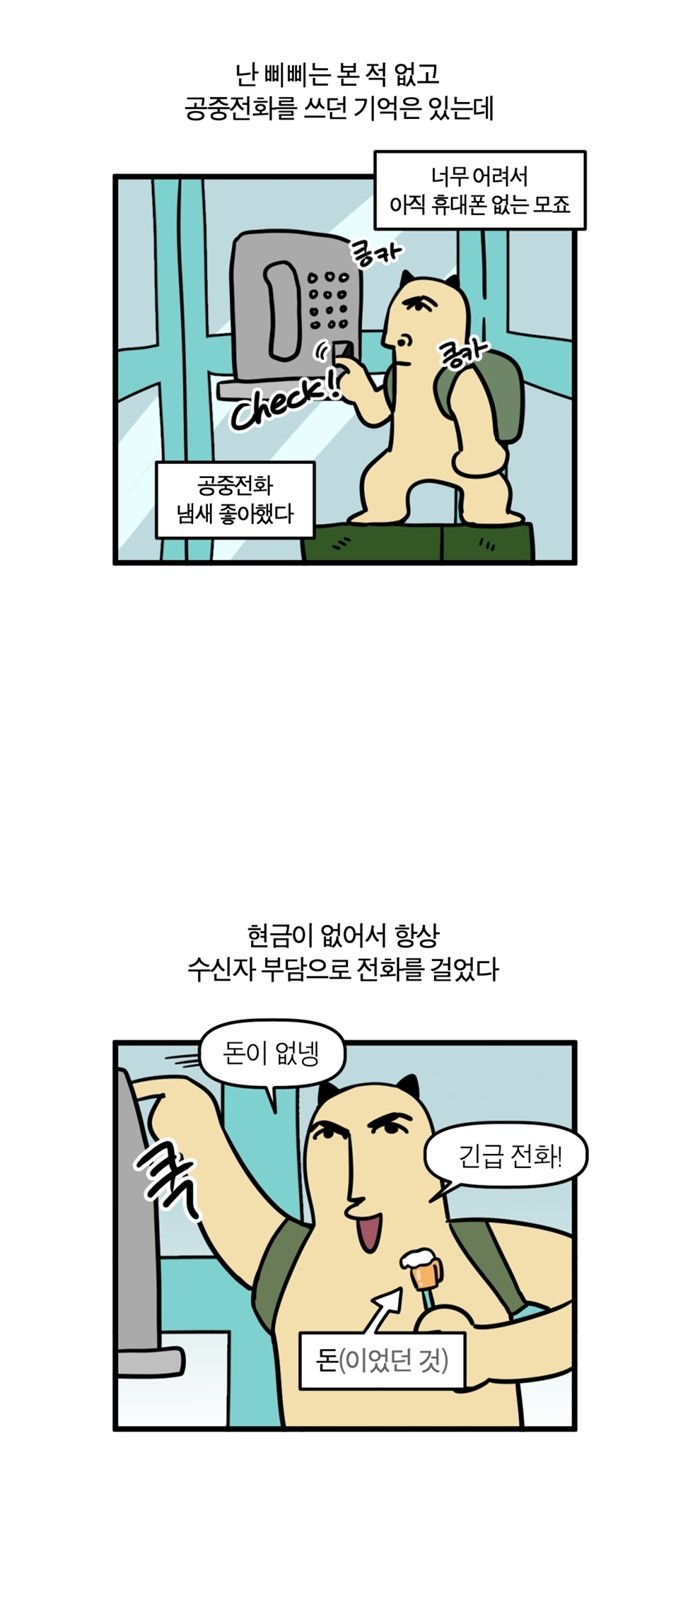 난 삐삐는 본 적 없고
공중전화를 쓰던 기억은 있는데
너무 어려서
아직 휴대폰 없는 모죠
킁카
킁카
Check!
공중전화
냄새 좋아했다
현금이 없어서 항상
수신자 부담으로 전화를 걸었다
돈이 없넹
긴급 전화!
쿡
돈(이었던 것)